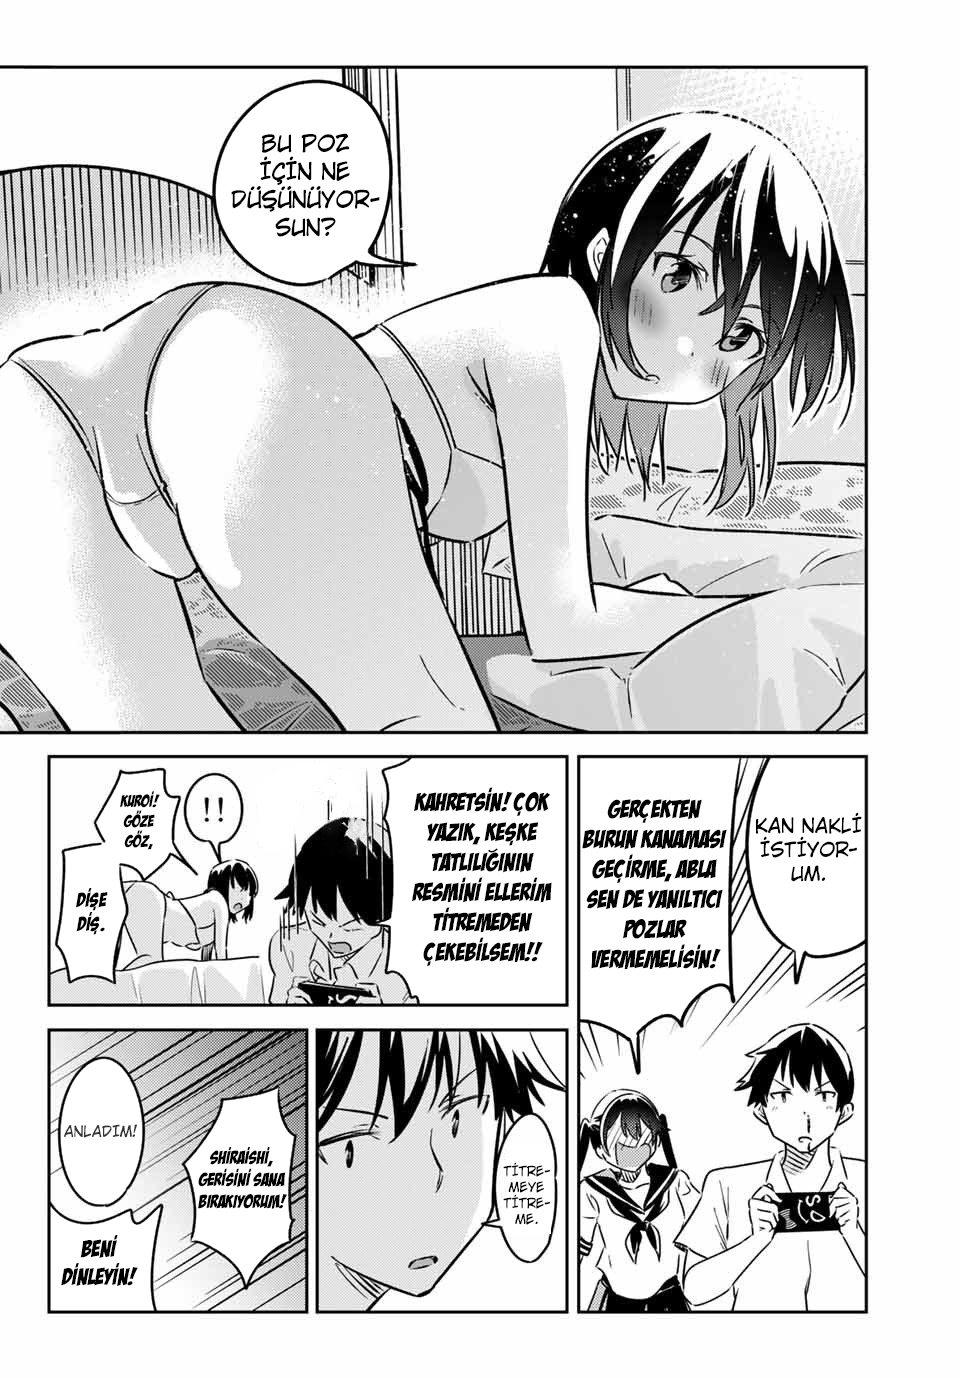 BU POZ
İÇİN NE
DÜŞÜNÜYOR-
SUN?
KAN NAKLİ
İSTİYOR-
UM.
GERÇEKTEN
BURUN KANAMASI
GEÇİRME, ABLA
SEN DE YANILTICI
POZLAR
VERMEMELİSİN!
KAHRETSİN! ÇOK
YAZIK, KEŞKE
TATLILIĞININ
RESMİNİ ELLERİM
TİTREMEDEN
ÇEKEBİLSEM!!
!!
KUROI!
GÖZE
GÖZ,
DİŞE
DİŞ.
TİTRE-
MEYE
TİTRE-
ME.
SHIRAISHI,
GERİSİNİ SANA
BIRAKIYORUM!
ANLADIM!
BENİ
DİNLEYİN!